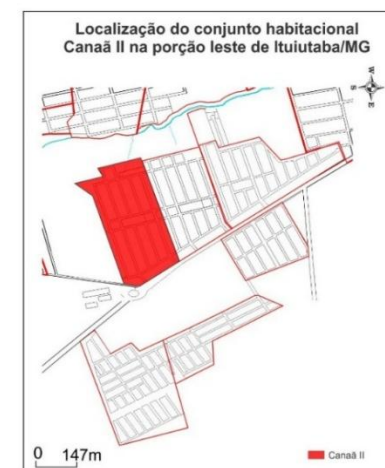 Localização do conjunto habitacional
Canaã II na porção leste de Ituiutaba/MG
W
S
E
0 147m
Canaã II